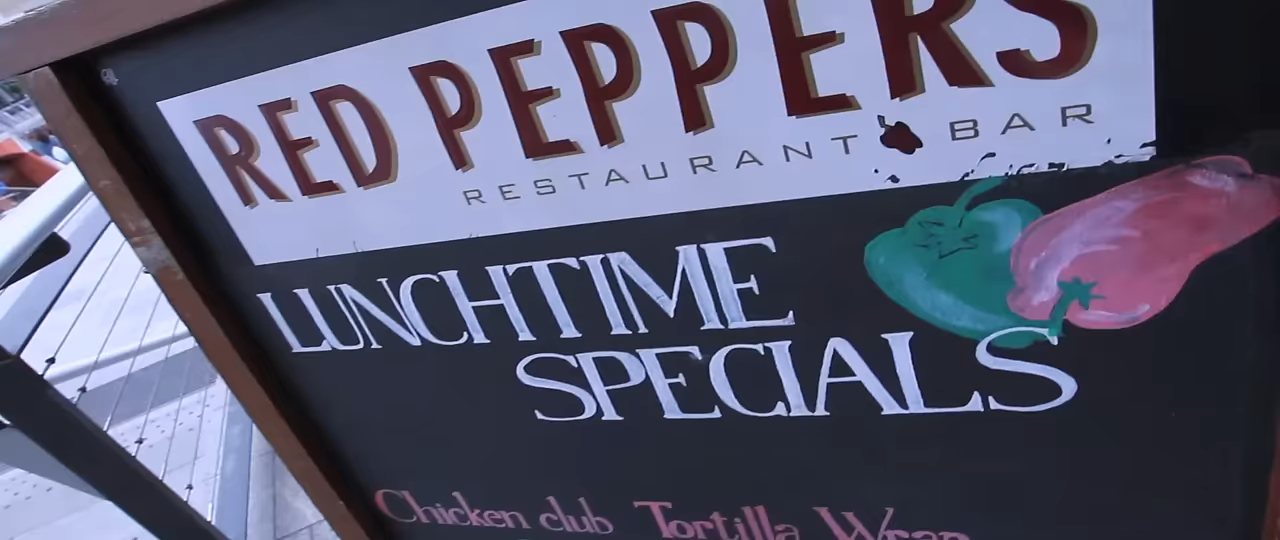 RED PEPPERS
RESTAURANT BAR
LUNCHTIME
SPECIALS
Chicken club Tortilla Wrap